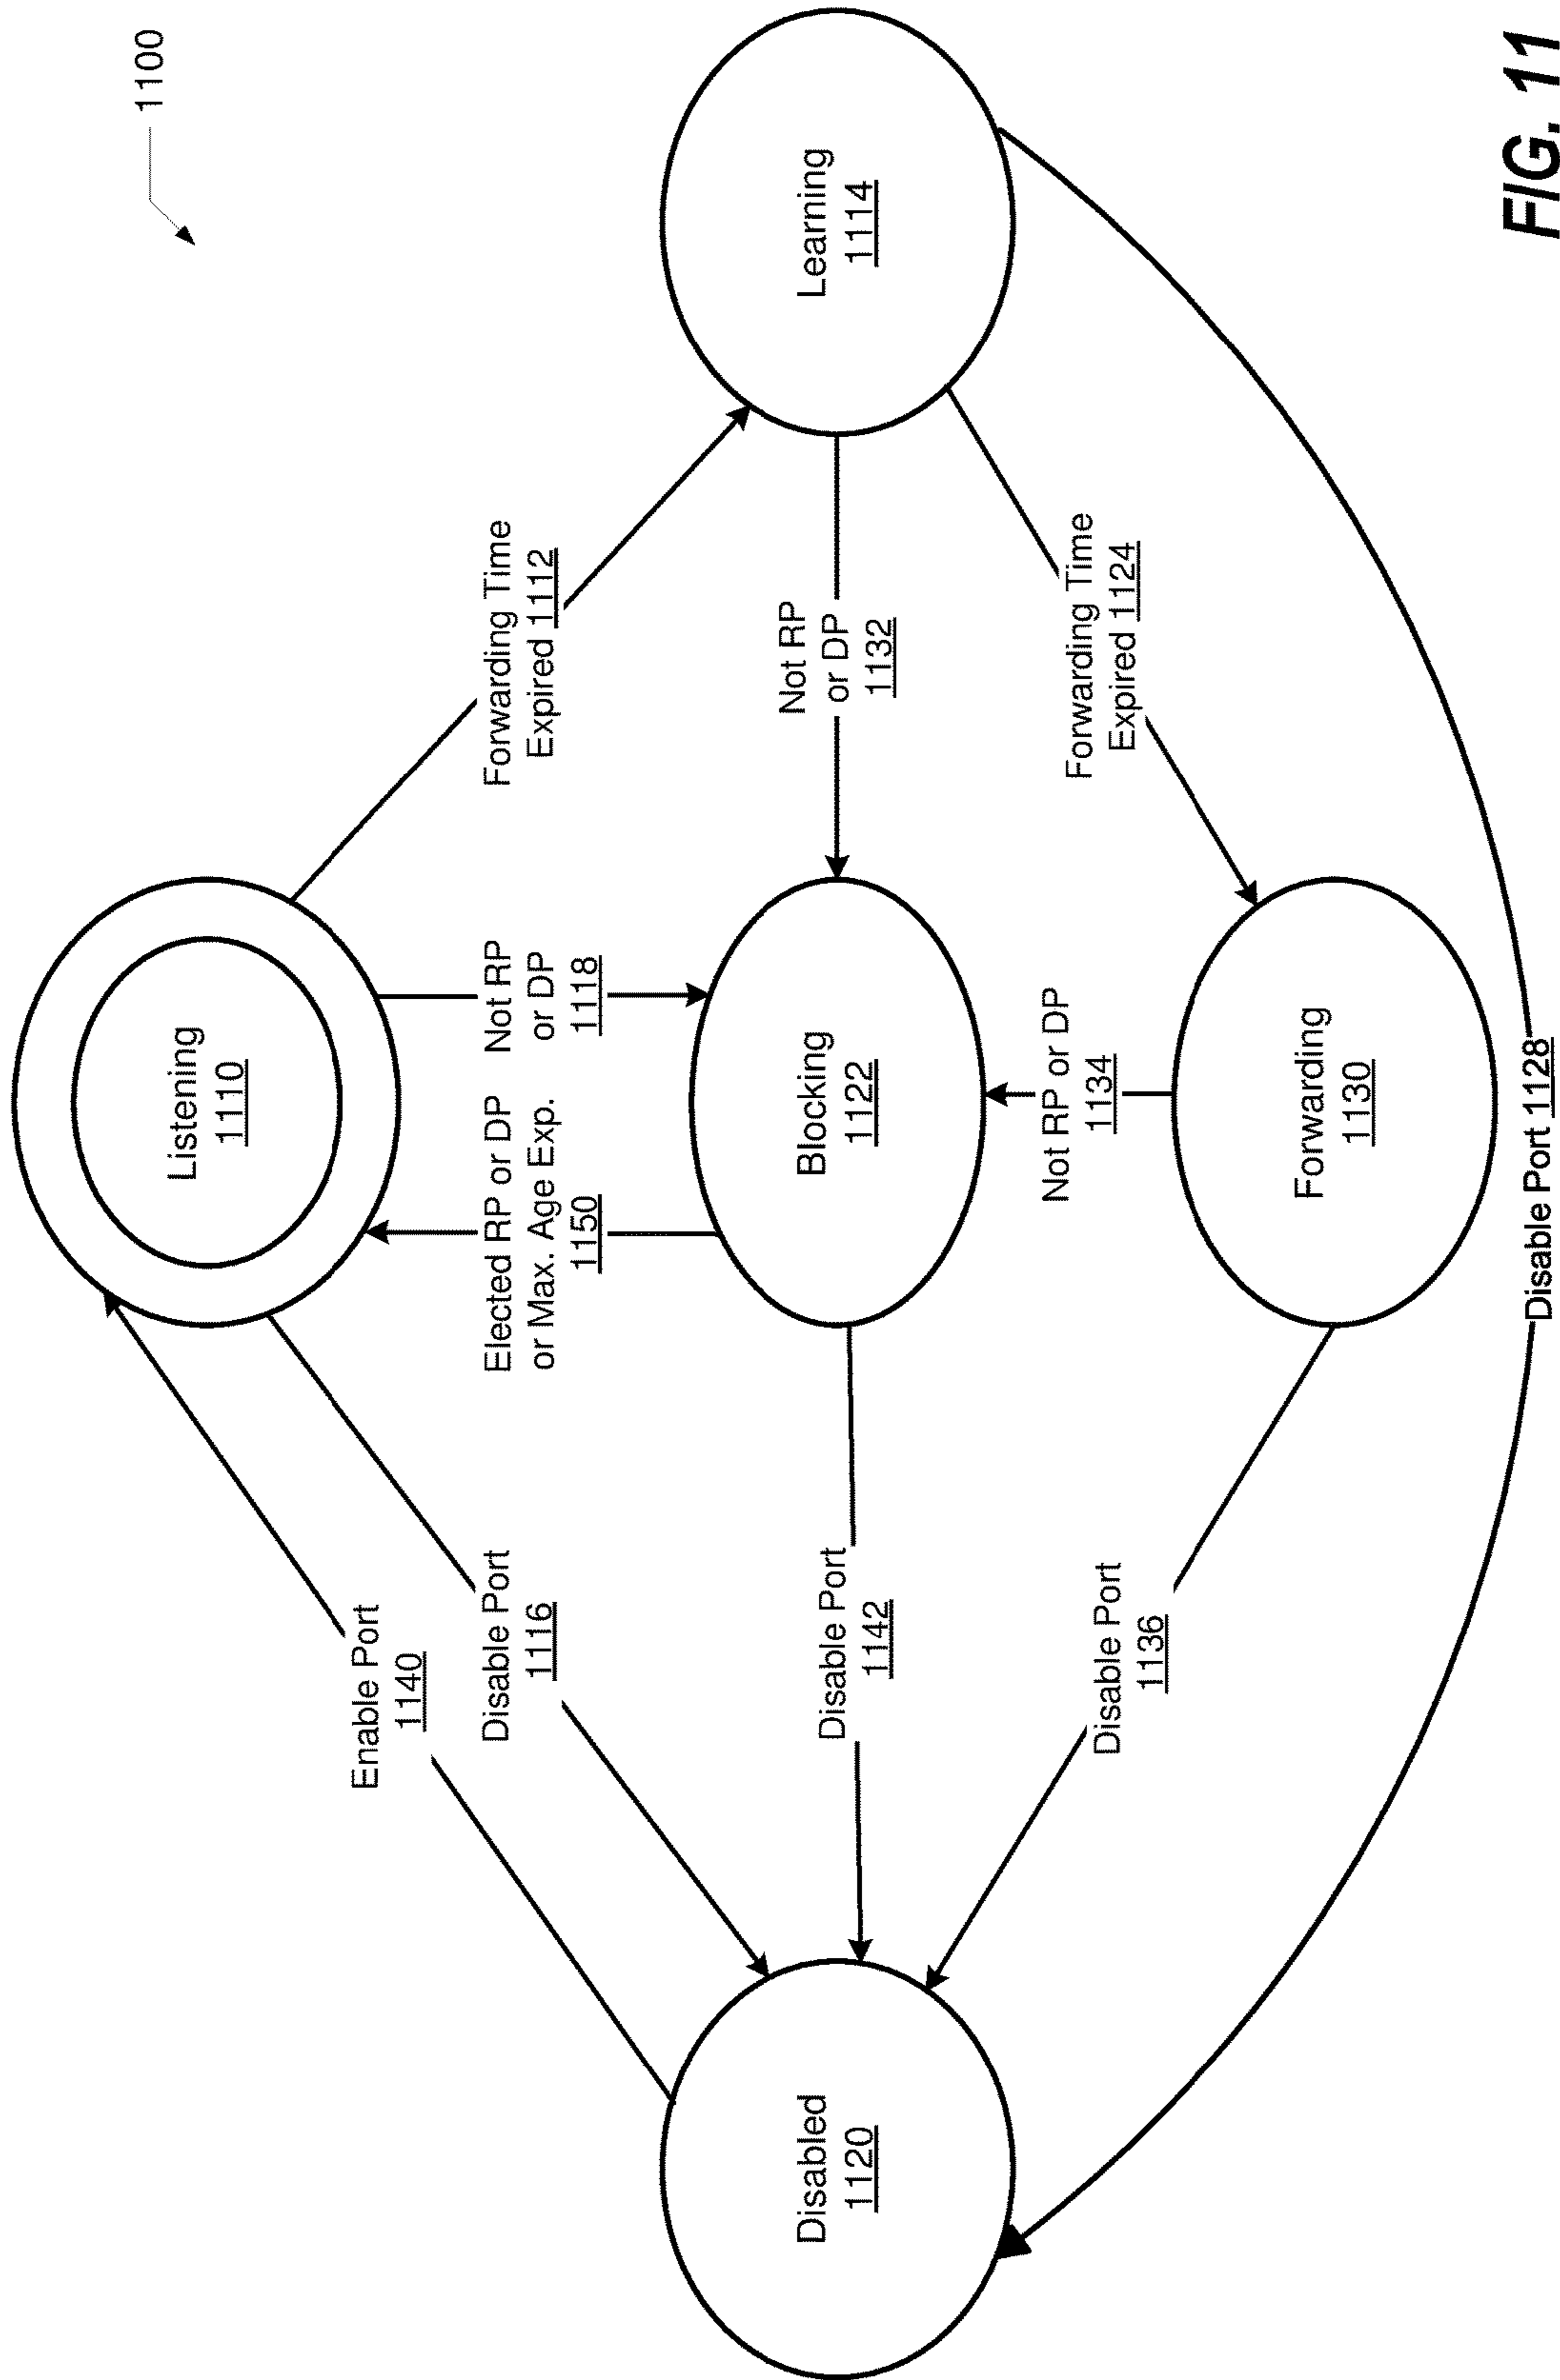 1100
Listening
1110
Enable Port
1140
Disable Port
1116
Elected RP or DP
or Max. Age Exp.
1150
Not RP
or DP
1118
Forwarding Time
Expired 1112
Disabled
1120
Disable Port
1142
Blocking
1122
Not RP
or DP
1132
Learning
1114
Disable Port
1136
Not RP or DP
1134
Forwarding Time
Expired 1124
Forwarding
1130
Disable Port 1128
FIG. 11